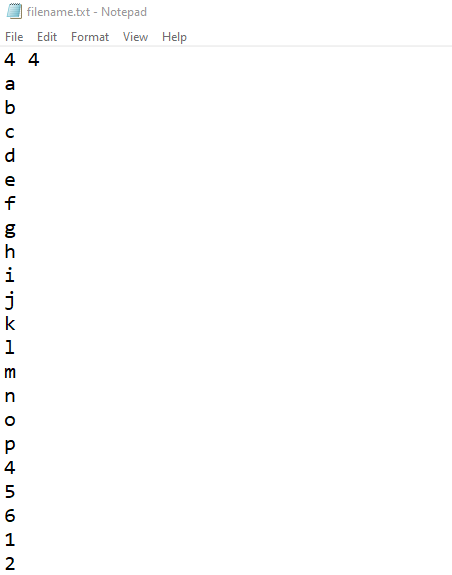 filename.txt - Notepad
File Edit Format View Help
4 4
a
b
c
d
e
f
g
h
i
j
k
l
m
n
o
p
4
5
6
1
2